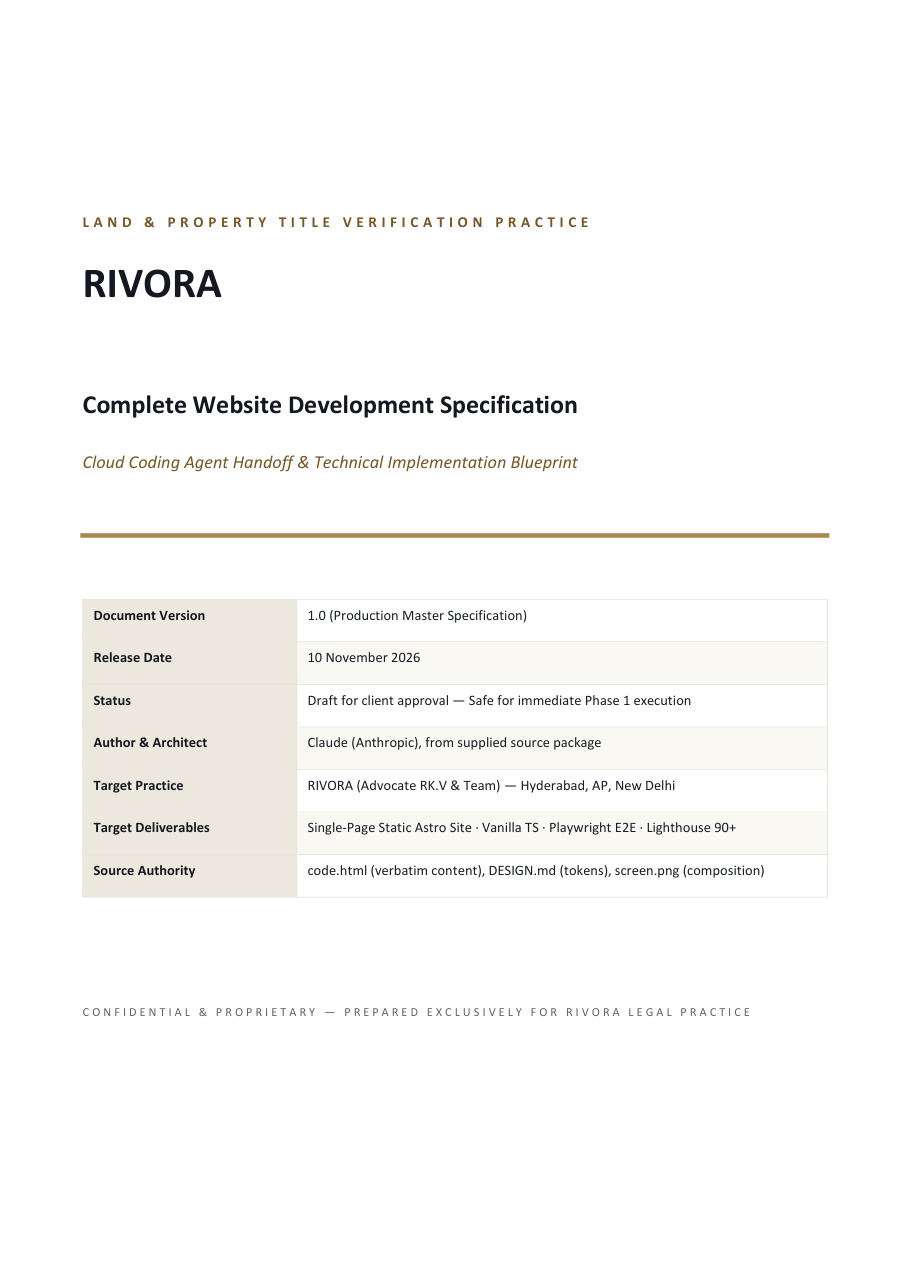 LAND & PROPERTY TITLE VERIFICATION PRACTICE
RIVORA
Complete Website Development Specification
Cloud Coding Agent Handoff & Technical Implementation Blueprint
Document Version 1.0 (Production Master Specification)
Release Date 10 November 2026
Status Draft for client approval — Safe for immediate Phase 1 execution
Author & Architect Claude (Anthropic), from supplied source package
Target Practice RIVORA (Advocate RK.V & Team) — Hyderabad, AP, New Delhi
Target Deliverables Single-Page Static Astro Site · Vanilla TS · Playwright E2E · Lighthouse 90+
Source Authority code.html (verbatim content), DESIGN.md (tokens), screen.png (composition)
CONFIDENTIAL & PROPRIETARY — PREPARED EXCLUSIVELY FOR RIVORA LEGAL PRACTICE